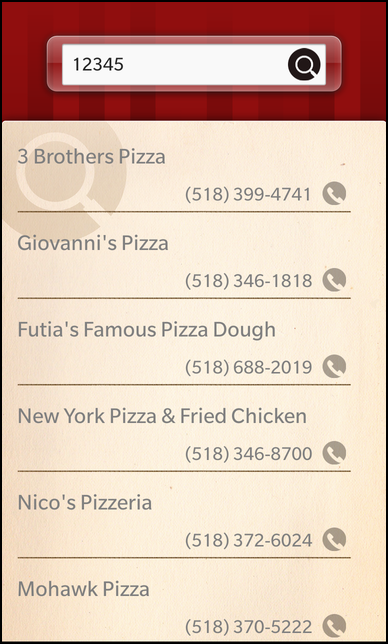 12345
3 Brothers Pizza
(518) 399-4741
Giovanni's Pizza
(518) 346-1818
Futia's Famous Pizza Dough
(518) 688-2019
New York Pizza & Fried Chicken
(518) 346-8700
Nico's Pizzeria
(518) 372-6024
Mohawk Pizza
(518) 370-5222